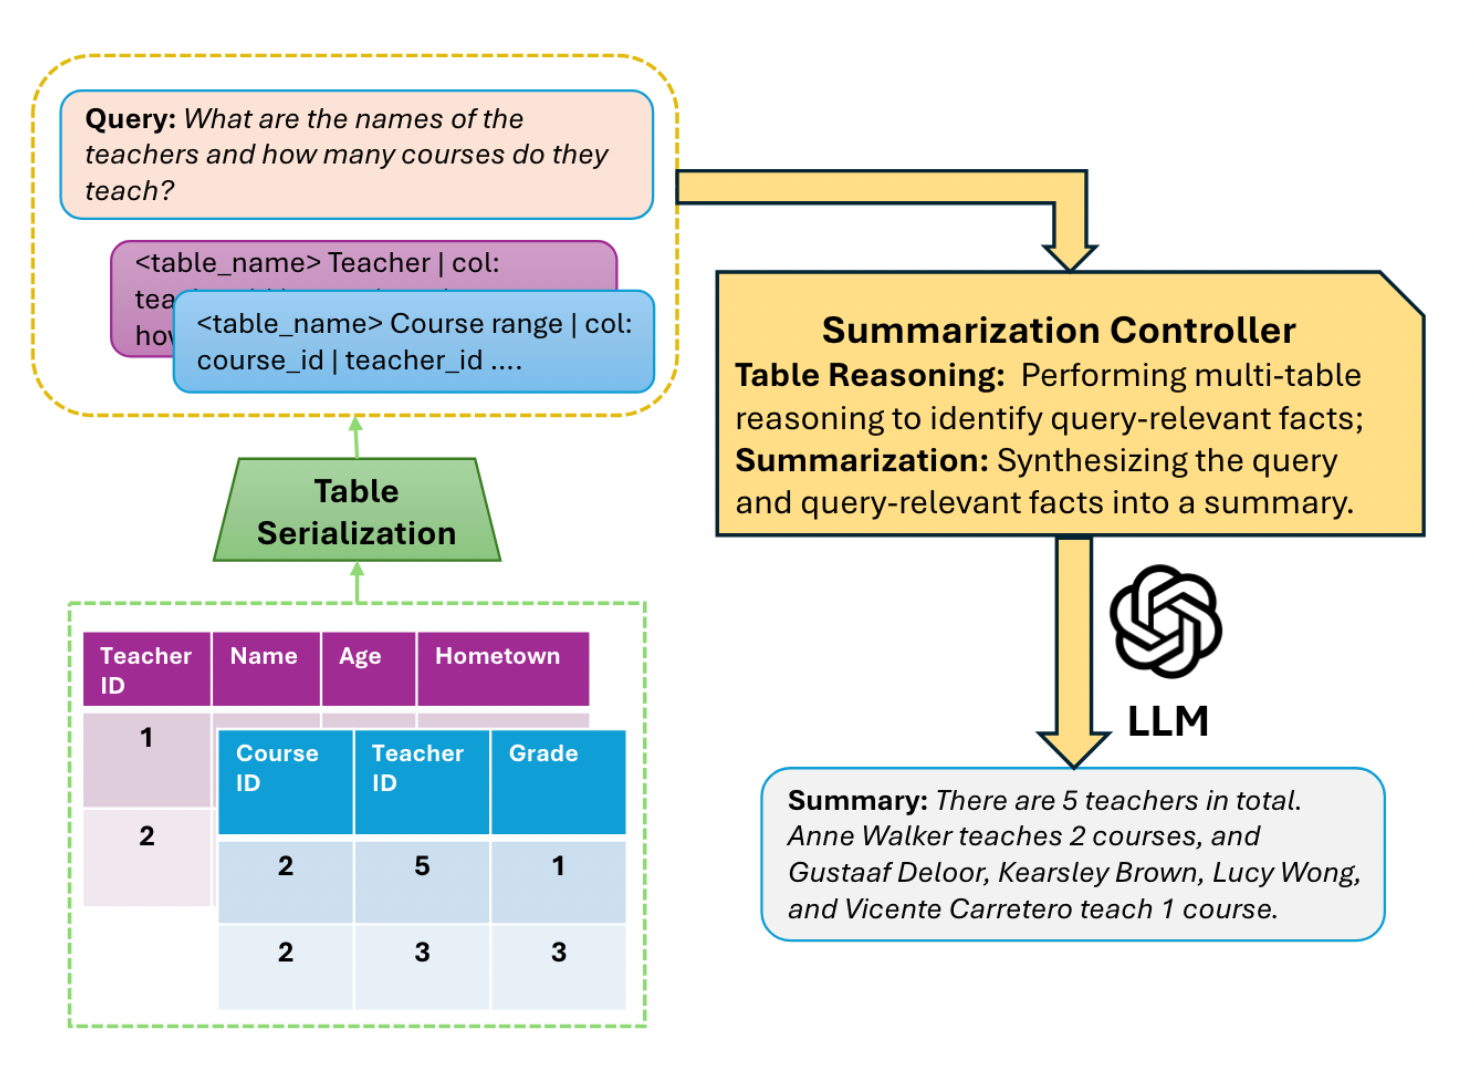 Query: What are the names of the
teachers and how many courses do they
teach?
<table_name> Teacher | col:
<table_name> Course range | col:
course_id | teacher_id ....
Table
Serialization
Teacher
ID
Name
Age
Hometown
1
2
Course
ID
Teacher
ID
Grade
2
5
1
2
3
3
Summarization Controller
Table Reasoning: Performing multi-table
reasoning to identify query-relevant facts;
Summarization: Synthesizing the query
and query-relevant facts into a summary.
LLM
Summary: There are 5 teachers in total.
Anne Walker teaches 2 courses, and
Gustaaf Deloor, Kearsley Brown, Lucy Wong,
and Vicente Carretero teach 1 course.